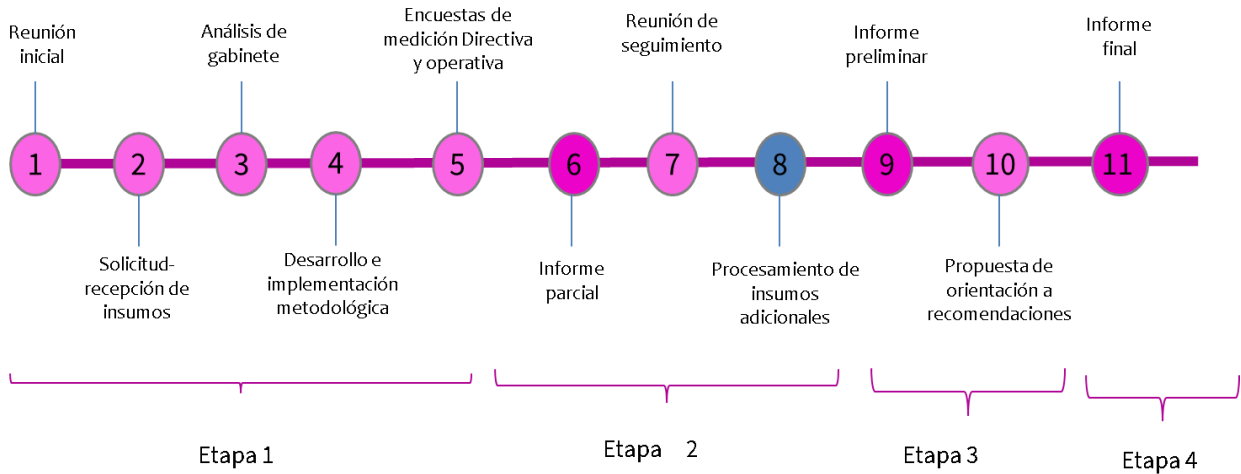 Reunión
inicial
Análisis de
gabinete
Encuestas de
medición Directiva
y operativa
Reunión de
seguimiento
Informe
preliminar
Informe
final
1 2 3 4 5 6 7 8 9 10 11
Solicitud-
recepción de
insumos
Desarrollo e
implementación
metodológica
Informe
parcial
Procesamiento de
insumos
adicionales
Propuesta de
orientación a
recomendaciones
Etapa 1
Etapa 2
Etapa 3
Etapa 4